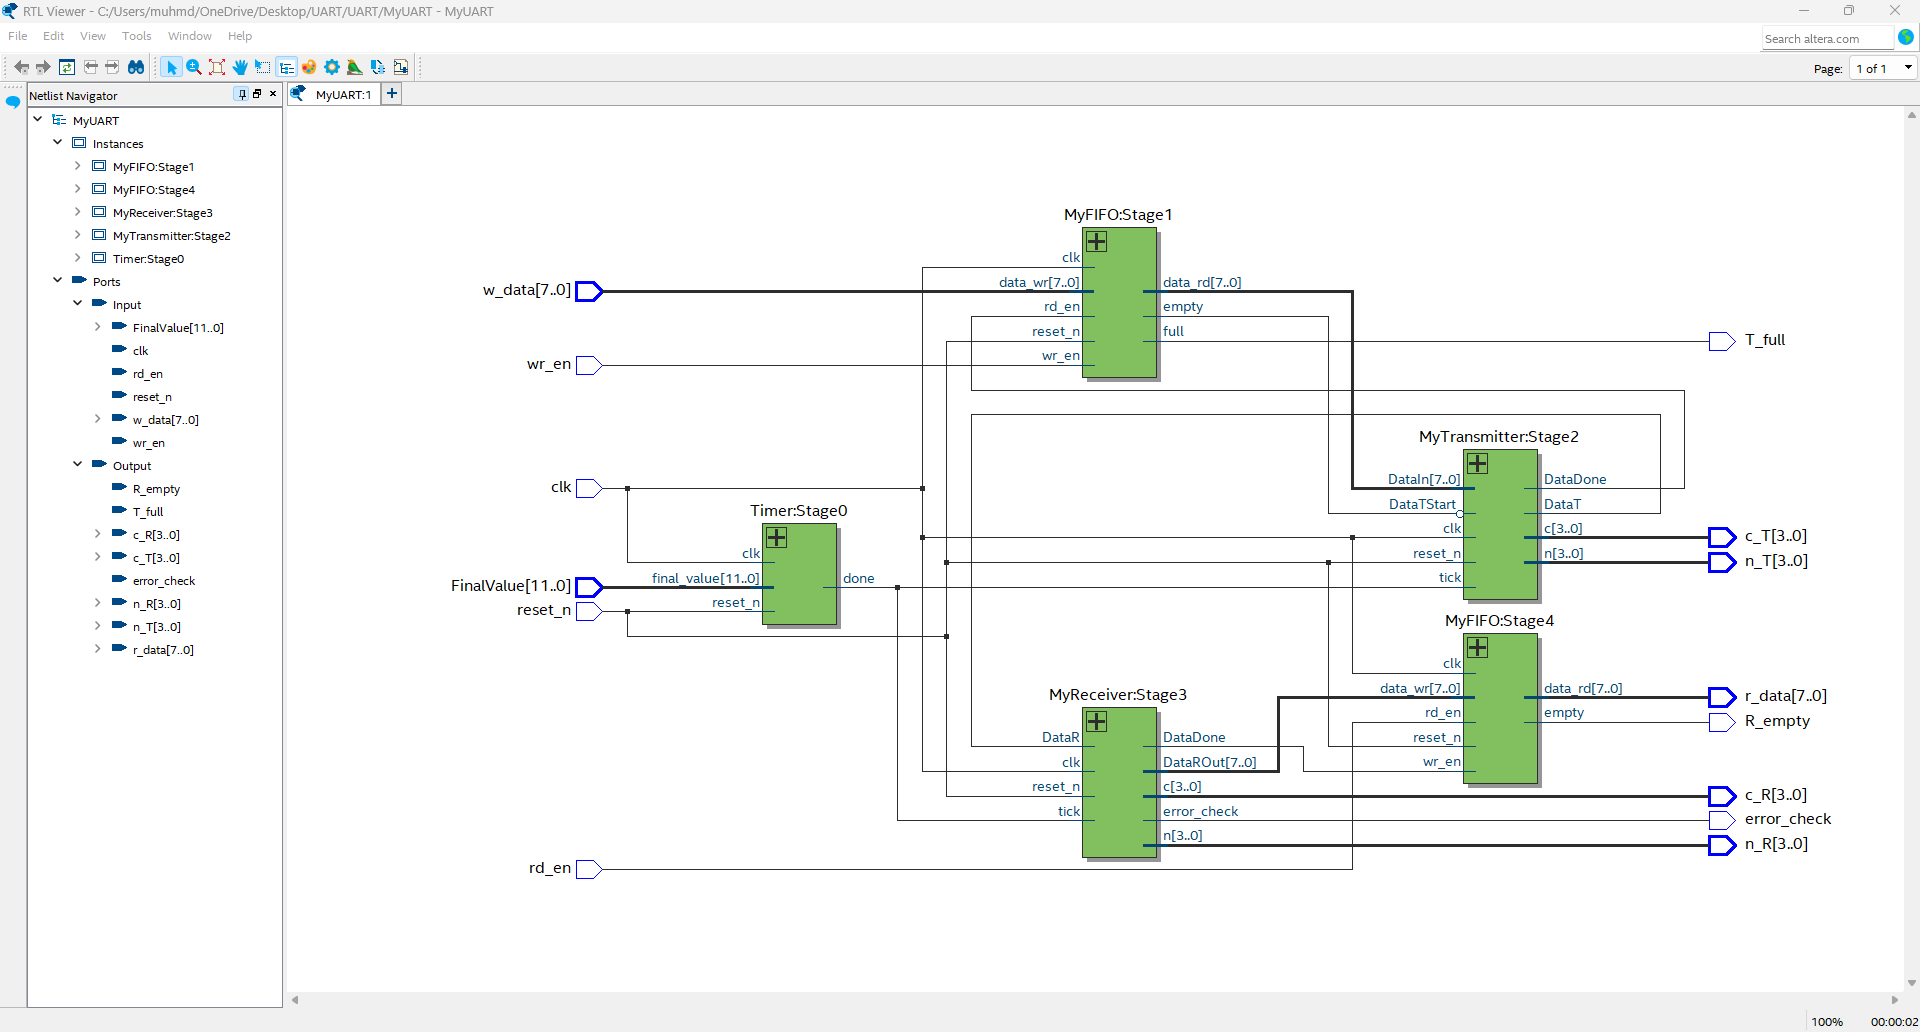 RTL Viewer - C:/Users/muhmd/OneDrive/Desktop/UART/UART/MyUART - MyUART
File Edit View Tools Window Help
Search altera.com
Page: 1 of 1
Netlist Navigator
MyUART:1
MyUART
Instances
MyFIFO:Stage1
MyFIFO:Stage4
MyReceiver:Stage3
MyTransmitter:Stage2
Timer:Stage0
Ports
Input
FinalValue[11..0]
clk
rd_en
reset_n
w_data[7..0]
wr_en
Output
R_empty
T_full
c_R[3..0]
c_T[3..0]
error_check
n_R[3..0]
n_T[3..0]
r_data[7..0]
w_data[7..0]
wr_en
clk
FinalValue[11..0]
reset_n
rd_en
Timer:Stage0
clk
final_value[11..0]
reset_n
done
MyFIFO:Stage1
clk
data_wr[7..0]
rd_en
reset_n
wr_en
data_rd[7..0]
empty
full
MyReceiver:Stage3
DataR
clk
reset_n
tick
DataDone
DataROut[7..0]
c[3..0]
error_check
n[3..0]
MyTransmitter:Stage2
DataIn[7..0]
DataTStart
clk
reset_n
tick
DataDone
DataT
c[3..0]
n[3..0]
MyFIFO:Stage4
clk
data_wr[7..0]
rd_en
reset_n
wr_en
data_rd[7..0]
empty
T_full
c_T[3..0]
n_T[3..0]
r_data[7..0]
R_empty
c_R[3..0]
error_check
n_R[3..0]
100% 00:00:02